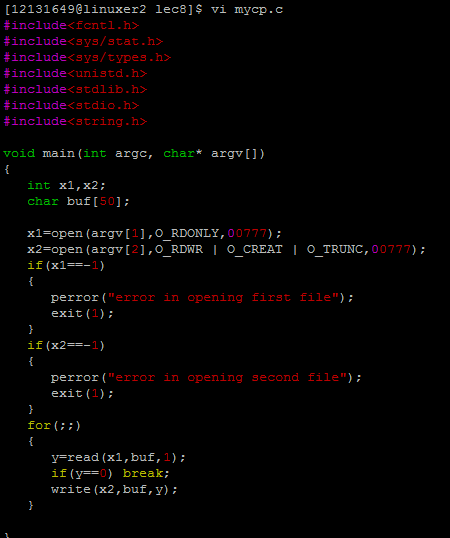 [12131649@linuxer2 lec8]$ vi mycp.c
#include<fcntl.h>
#include<sys/stat.h>
#include<sys/types.h>
#include<unistd.h>
#include<stdlib.h>
#include<stdio.h>
#include<string.h>

void main(int argc, char* argv[])
{
   int x1,x2;
   char buf[50];

   x1=open(argv[1],O_RDONLY,00777);
   x2=open(argv[2],O_RDWR | O_CREAT | O_TRUNC,00777);
   if(x1==-1)
   {
      perror("error in opening first file");
      exit(1);
   }
   if(x2==-1)
   {
      perror("error in opening second file");
      exit(1);
   }
   for(;;)
   {
      y=read(x1,buf,1);
      if(y==0) break;
      write(x2,buf,y);
   }

}